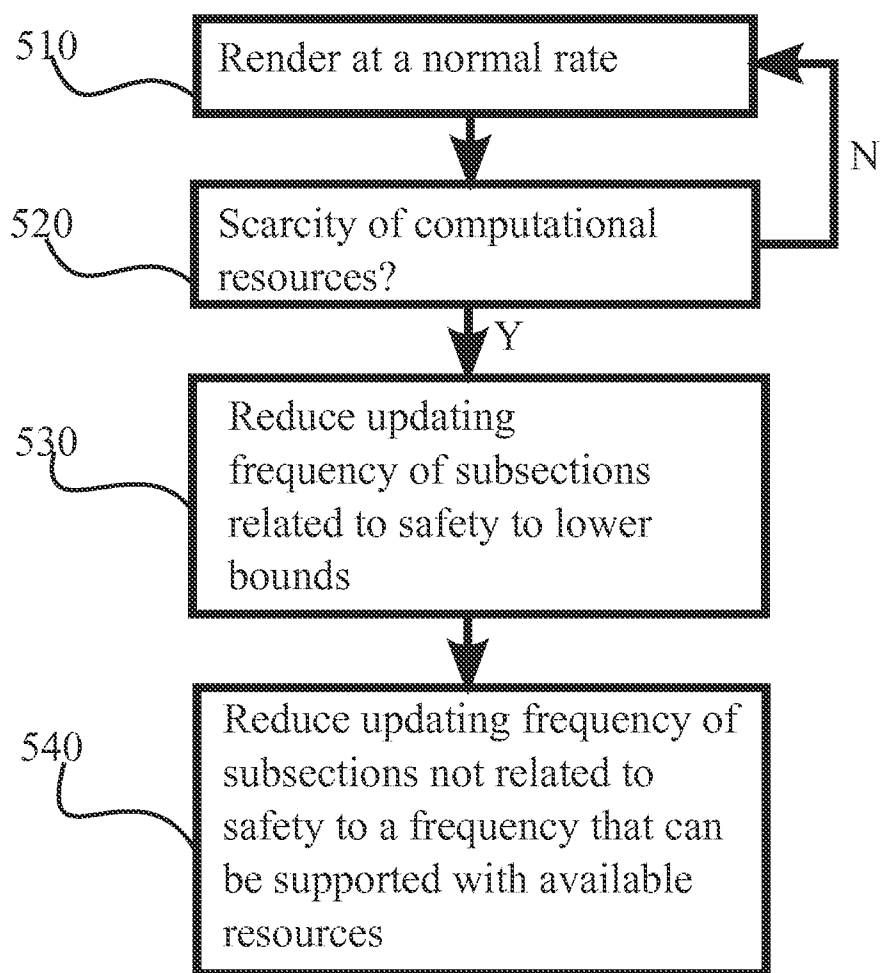 510
Render at a normal rate
N
520
Scarcity of computational
resources?
Y
530
Reduce updating
frequency of subsections
related to safety to lower
bounds
540
Reduce updating frequency of
subsections not related to
safety to a frequency that can
be supported with available
resources